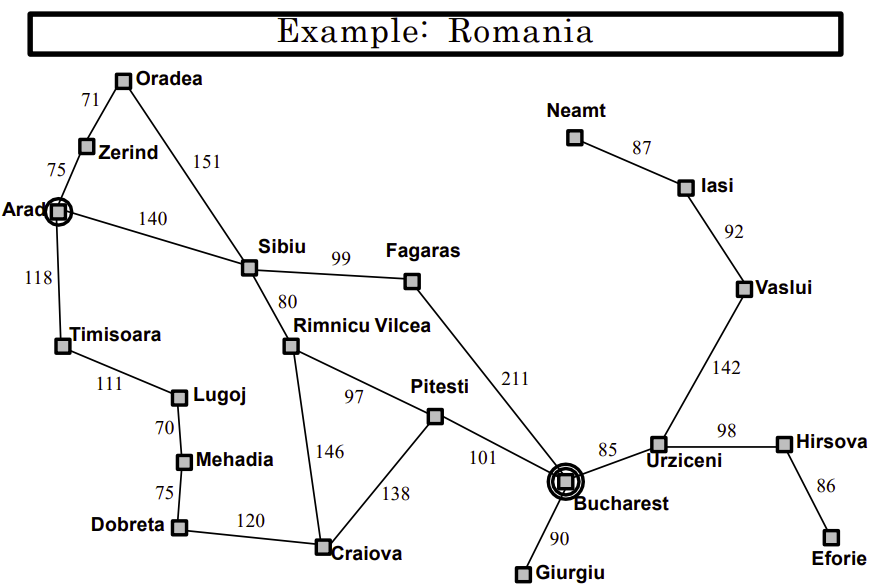 Example: Romania
Oradea
71
Neamt
87
Zerind
151
75
Iasi
Arad
140
92
Sibiu
Fagaras
99
118
Vaslui
80
Timisoara
Rimnicu Vilcea
142
111
211
Lugoj
97
Pitesti
70
98
Hirsova
146
85
Urziceni
Mehadia
101
75
138
86
Bucharest
Dobreta
120
90
Craiova
Eforie
Giurgiu